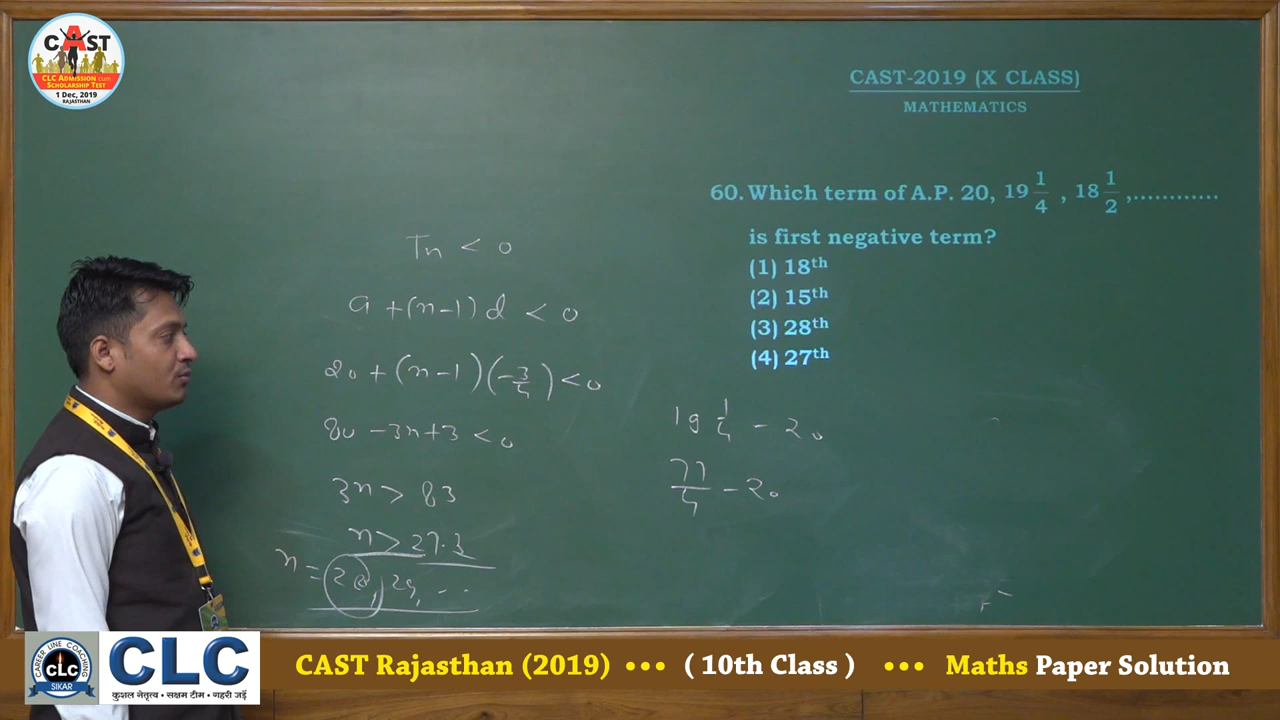 CAST
CLC ADMISSION cum
SCHOLARSHIP TEST
1 Dec, 2019
RAJASTHAN
CAST-2019 (X CLASS)
MATHEMATICS
60. Which term of A.P. 20, 19 1/4 , 18 1/2 ,............
is first negative term?
(1) 18th
(2) 15th
(3) 28th
(4) 27th
Tn < 0
a + (n-1) d < 0
20 + (n-1) (-3/4) < 0
80 - 3n + 3 < 0
3n > 83
n > 27.3
n = 28, 29, ...
19 1/4 - 20
77/4 - 20
CAREER LINE COACHING
CLC
SIKAR
CLC
कुशल नेतृत्व • सक्षम टीम • गहरी जड़ें
CAST Rajasthan (2019) ••• ( 10th Class ) ••• Maths Paper Solution